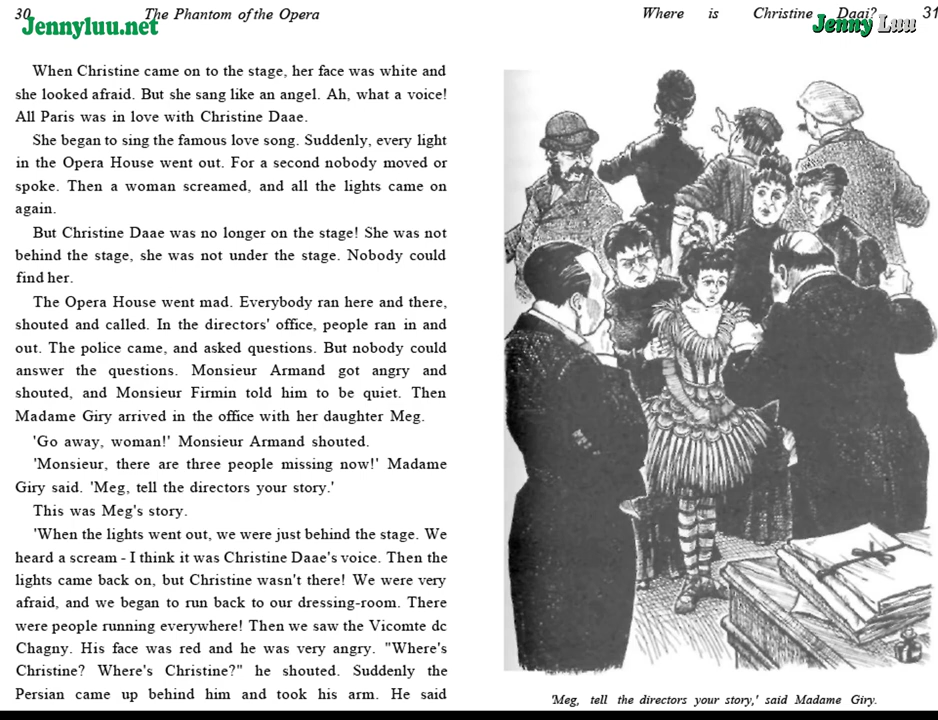 30 The Phantom of the Opera
Jennyluu.net
When Christine came on to the stage, her face was white and
she looked afraid. But she sang like an angel. Ah, what a voice!
All Paris was in love with Christine Daae.
She began to sing the famous love song. Suddenly, every light
in the Opera House went out. For a second nobody moved or
spoke. Then a woman screamed, and all the lights came on
again.
But Christine Daae was no longer on the stage! She was not
behind the stage, she was not under the stage. Nobody could
find her.
The Opera House went mad. Everybody ran here and there,
shouted and called. In the directors' office, people ran in and
out. The police came, and asked questions. But nobody could
answer the questions. Monsieur Armand got angry and
shouted, and Monsieur Firmin told him to be quiet. Then
Madame Giry arrived in the office with her daughter Meg.
'Go away, woman!' Monsieur Armand shouted.
'Monsieur, there are three people missing now!' Madame
Giry said. 'Meg, tell the directors your story.'
This was Meg's story.
'When the lights went out, we were just behind the stage. We
heard a scream - I think it was Christine Daae's voice. Then the
lights came back on, but Christine wasn't there! We were very
afraid, and we began to run back to our dressing-room. There
were people running everywhere! Then we saw the Vicomte dc
Chagny. His face was red and he was very angry. "Where's
Christine? Where's Christine?" he shouted. Suddenly the
Persian came up behind him and took his arm. He said
Where is Christine Daai? 31
Jenny Luu
'Meg, tell the directors your story,' said Madame Giry.